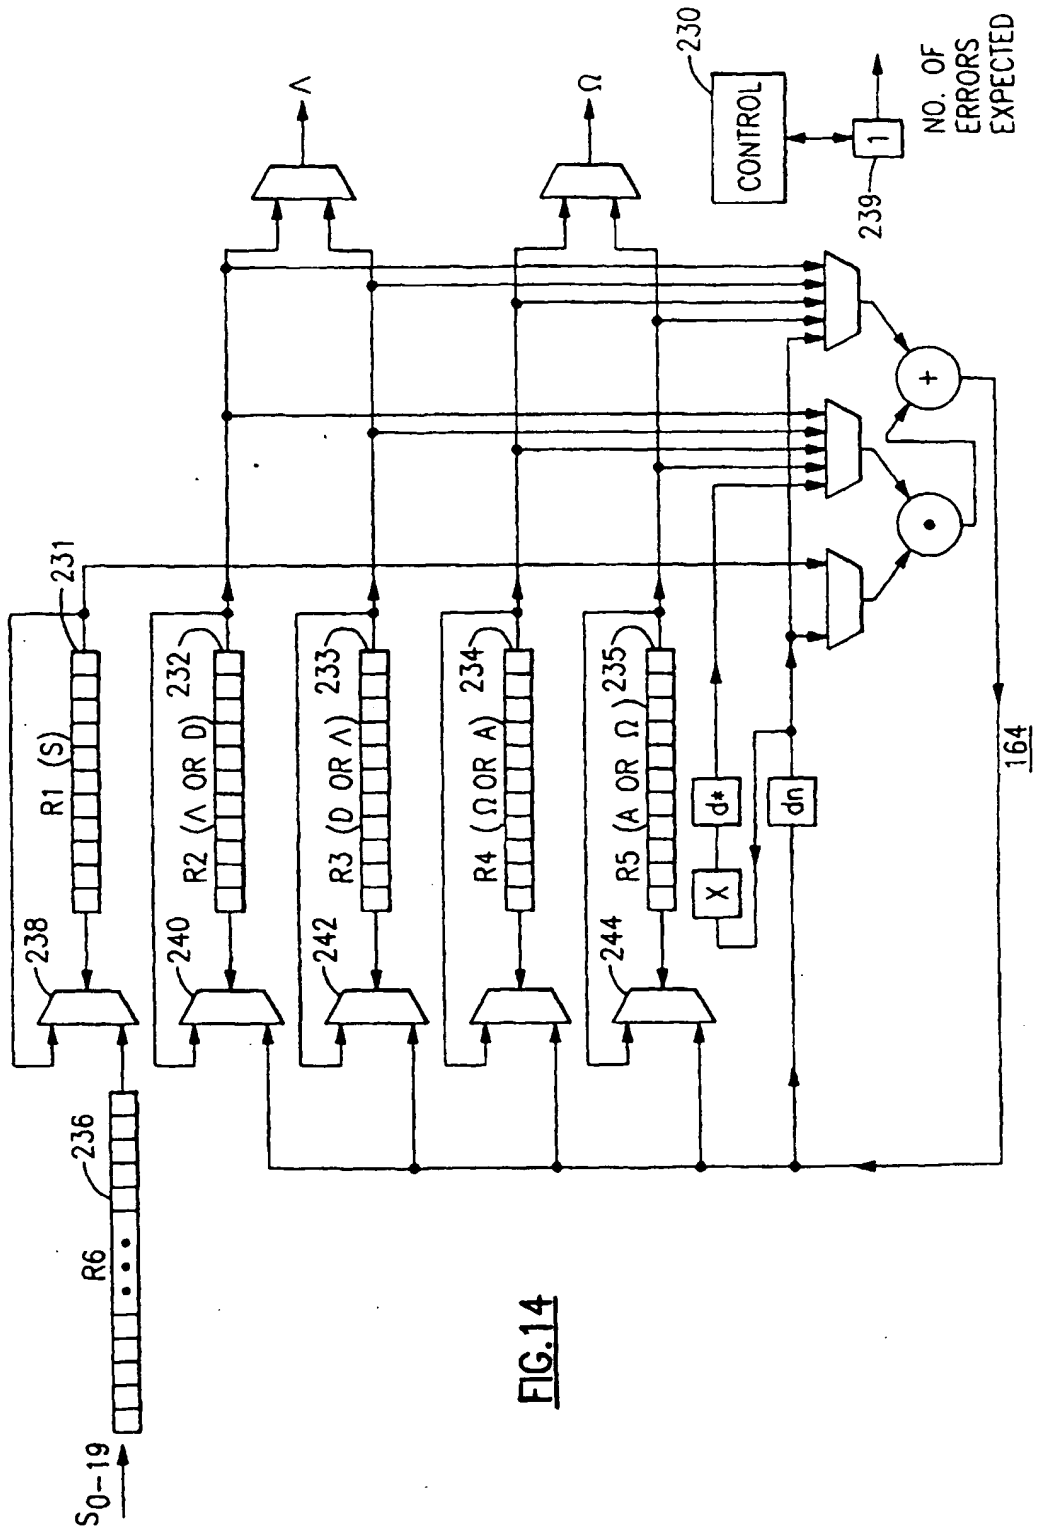 S0–19
R6
236
238
R1 (S)
231
240
R2 (Λ OR D)
232
242
R3 (D OR Λ)
233
R4 (Ω OR A)
234
244
R5 (A OR Ω)
235
X
d*
dn
•
+
Λ
Ω
230
CONTROL
1
239
NO. OF
ERRORS
EXPECTED
164
FIG.14